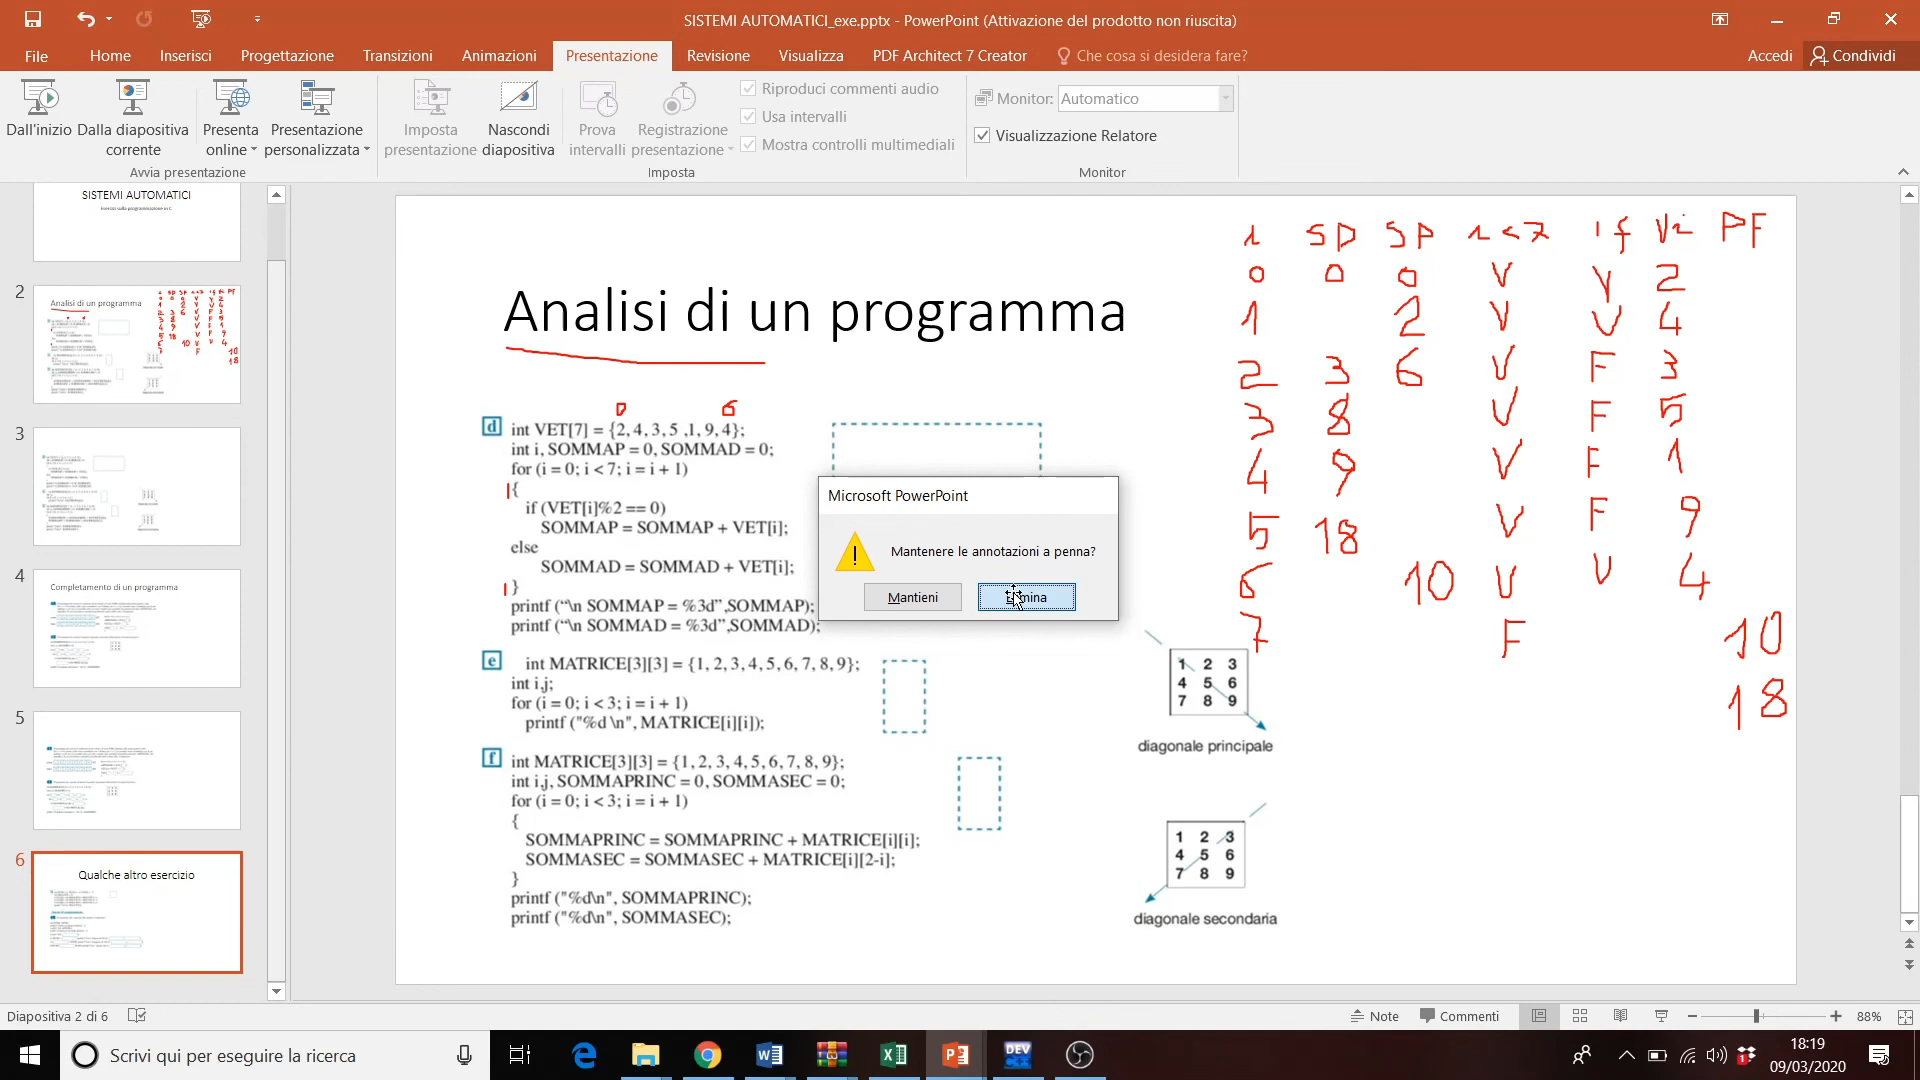 SISTEMI AUTOMATICI_exe.pptx - PowerPoint (Attivazione del prodotto non riuscita)
File Home Inserisci Progettazione Transizioni Animazioni Presentazione Revisione Visualizza PDF Architect 7 Creator Che cosa si desidera fare? Accedi Condividi
Dall'inizio
Dalla diapositiva corrente
Presenta online
Presentazione personalizzata
Avvia presentazione
Imposta presentazione
Nascondi diapositiva
Prova intervalli
Registrazione presentazione
Riproduci commenti audio
Usa intervalli
Mostra controlli multimediali
Imposta
Monitor: Automatico
Visualizzazione Relatore
Monitor
SISTEMI AUTOMATICI
2
Analisi di un programma
3
4
Completamento di un programma
5
6
Qualche altro esercizio
Analisi di un programma
i SD SP i<7 if Vi PF
0 0 0 V V 2
1 2 V V 4
2 3 6 V F 3
3 8 V F 5
4 9 V F 1
5 18 V F 9
6 10 V V 4
7 F 10
18
0 6
d
int VET[7] = {2, 4, 3, 5 ,1, 9, 4};
int i, SOMMAP = 0, SOMMAD = 0;
for (i = 0; i < 7; i = i + 1)
{
if (VET[i]%2 == 0)
SOMMAP = SOMMAP + VET[i];
else
SOMMAD = SOMMAD + VET[i];
}
printf (“\n SOMMAP = %3d”,SOMMAP);
printf (“\n SOMMAD = %3d”,SOMMAD);
Microsoft PowerPoint
Mantenere le annotazioni a penna?
Mantieni
e
int MATRICE[3][3] = {1, 2, 3, 4, 5, 6, 7, 8, 9};
int i,j;
for (i = 0; i < 3; i = i + 1)
printf ("%d \n", MATRICE[i][i]);
1 2 3
4 5 6
7 8 9
diagonale principale
f
int MATRICE[3][3] = {1, 2, 3, 4, 5, 6, 7, 8, 9};
int i,j, SOMMAPRINC = 0, SOMMASEC = 0;
for (i = 0; i < 3; i = i + 1)
{
SOMMAPRINC = SOMMAPRINC + MATRICE[i][i];
SOMMASEC = SOMMASEC + MATRICE[i][2-i];
}
printf ("%d\n", SOMMAPRINC);
printf ("%d\n", SOMMASEC);
1 2 3
4 5 6
7 8 9
diagonale secondaria
Diapositiva 2 di 6
Note Commenti 88%
Scrivi qui per eseguire la ricerca
DEV
18:19
09/03/2020